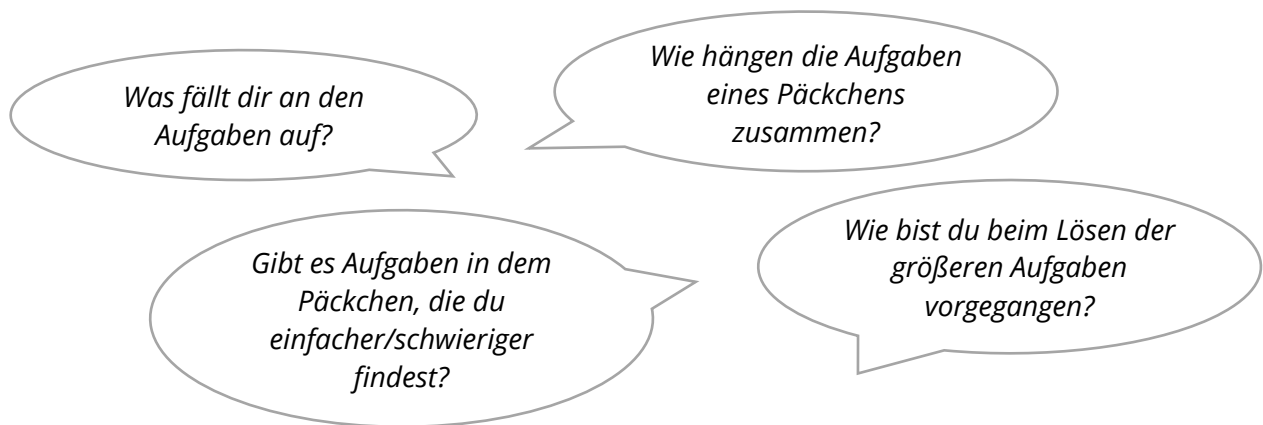 Was fällt dir an den
Aufgaben auf?
Wie hängen die Aufgaben
eines Päckchens
zusammen?
Gibt es Aufgaben in dem
Päckchen, die du
einfacher/schwieriger
findest?
Wie bist du beim Lösen der
größeren Aufgaben
vorgegangen?